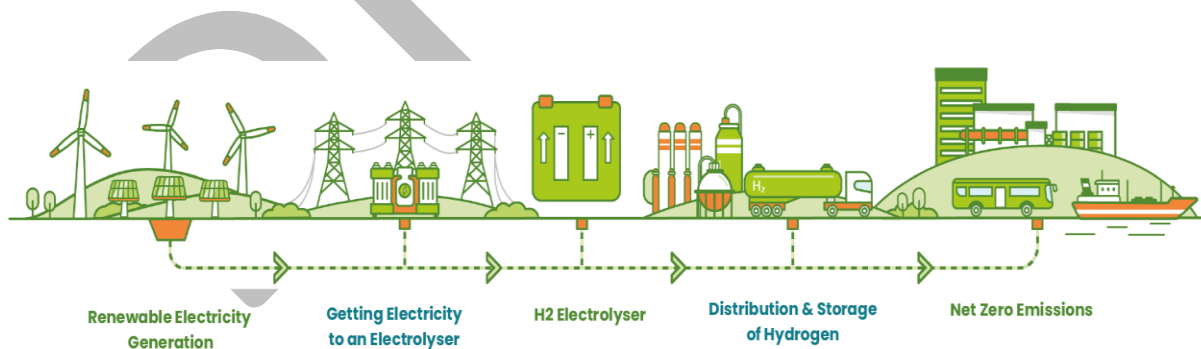 - +
H₂
Renewable Electricity
Generation
Getting Electricity
to an Electrolyser
H2 Electrolyser
Distribution & Storage
of Hydrogen
Net Zero Emissions